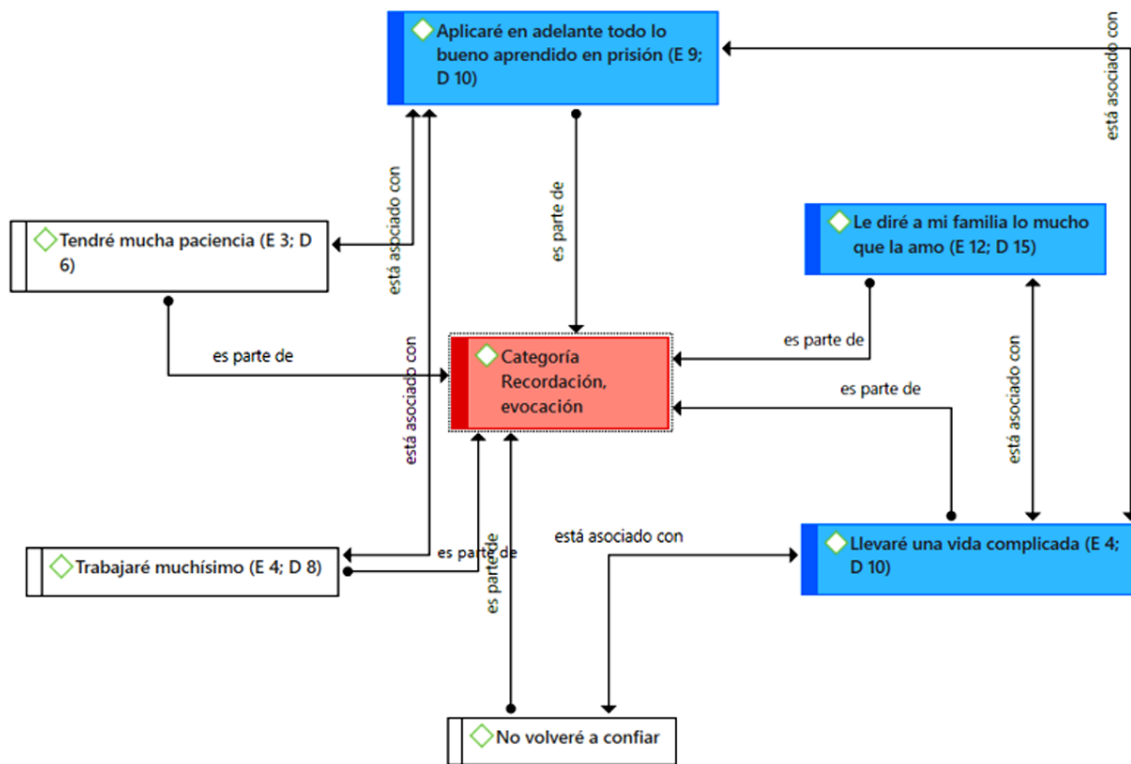 Aplicaré en adelante todo lo
bueno aprendido en prisión (E 9;
D 10)
está asociado con
está asociado con
es parte de
Tendré mucha paciencia (E 3; D
6)
Le diré a mi familia lo mucho
que la amo (E 12; D 15)
es parte de
está asociado con
Categoría
Recordación,
evocación
es parte de
es parte de
está asociado con
Trabajaré muchísimo (E 4; D 8)
es parte de
es parte de
está asociado con
Llevaré una vida complicada (E 4;
D 10)
No volveré a confiar